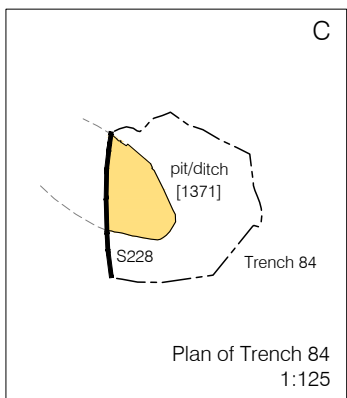 C
pit/ditch
[1371]
S228
Trench 84
Plan of Trench 84
1:125